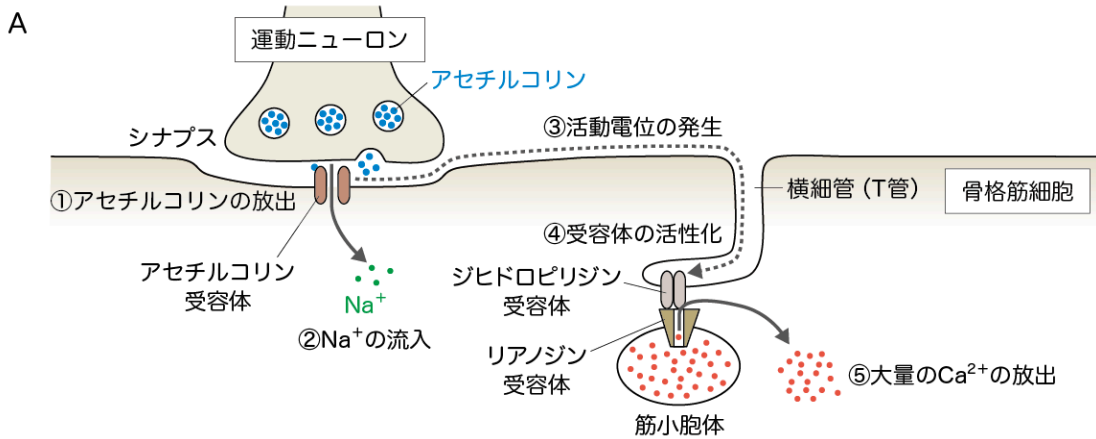 A
運動ニューロン
アセチルコリン
シナプス
③活動電位の発生
①アセチルコリンの放出
横細管（T管）
骨格筋細胞
④受容体の活性化
アセチルコリン
受容体
Na⁺
②Na⁺の流入
ジヒドロピリジン
受容体
リアノジン
受容体
⑤大量のCa²⁺の放出
筋小胞体